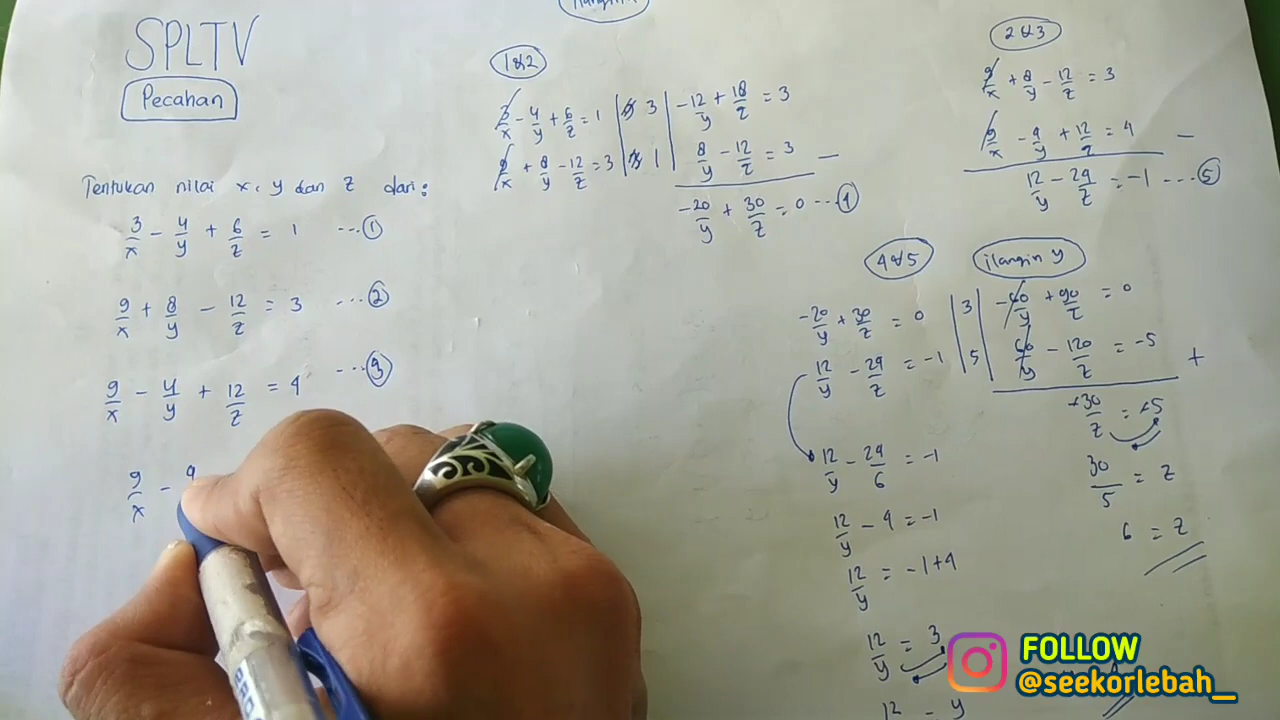 SPLTV
Pecahan
Tentukan nilai x, y dan z dari:
3/x - 4/y + 6/z = 1 ...(1)
9/x + 8/y - 12/z = 3 ...(2)
9/x - 4/y + 12/z = 4 ...(3)
9/x - 4
1&2
3/x - 4/y + 6/z = 1 | 3 | -12/y + 18/z = 3
9/x + 8/y - 12/z = 3 | 1 | 8/y - 12/z = 3 -
-20/y + 30/z = 0 ...(4)
2&3
9/x + 8/y - 12/z = 3
9/x - 4/y + 12/z = 4 -
12/y - 24/z = -1 ...(5)
4&5
ilangin y
-20/y + 30/z = 0 | 3 | -60/y + 90/z = 0
12/y - 24/z = -1 | 5 | 60/y - 120/z = -5 +
+30/z = +5
30/5 = z
6 = z
12/y - 24/6 = -1
12/y - 4 = -1
12/y = -1+4
12/y = 3
12 = y
FOLLOW
@seekorlebah_